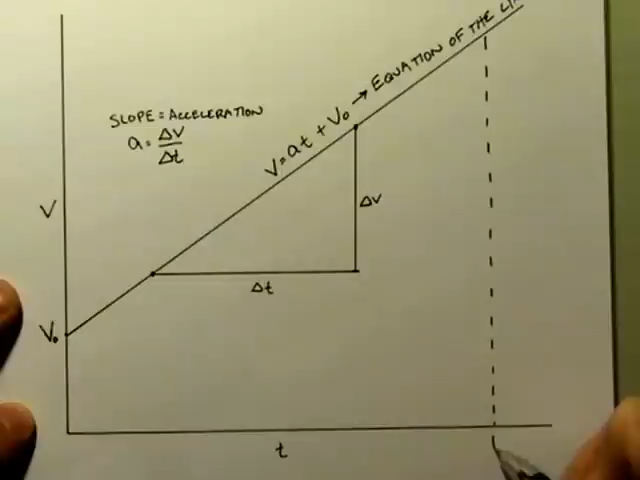 V = at + V₀ → EQUATION OF THE
SLOPE = ACCELERATION
a = ΔV
Δt
V
ΔV
Δt
V₀
t